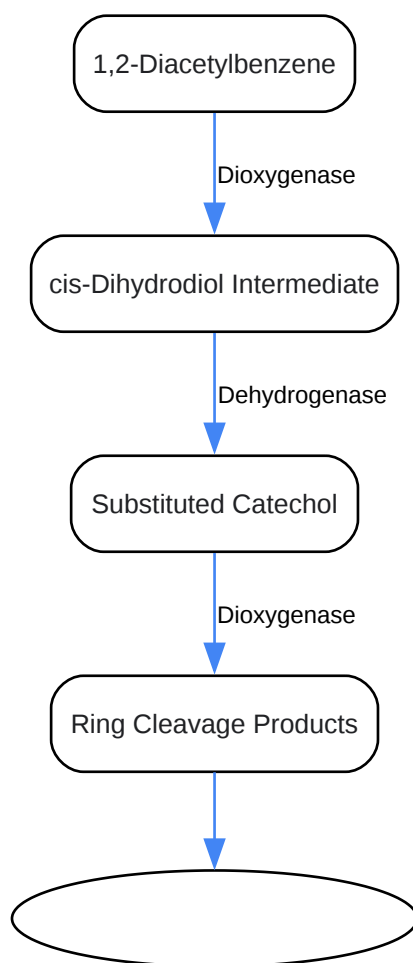 1,2-Diacetylbenzene
Dioxygenase
cis-Dihydrodiol Intermediate
Dehydrogenase
Substituted Catechol
Dioxygenase
Ring Cleavage Products